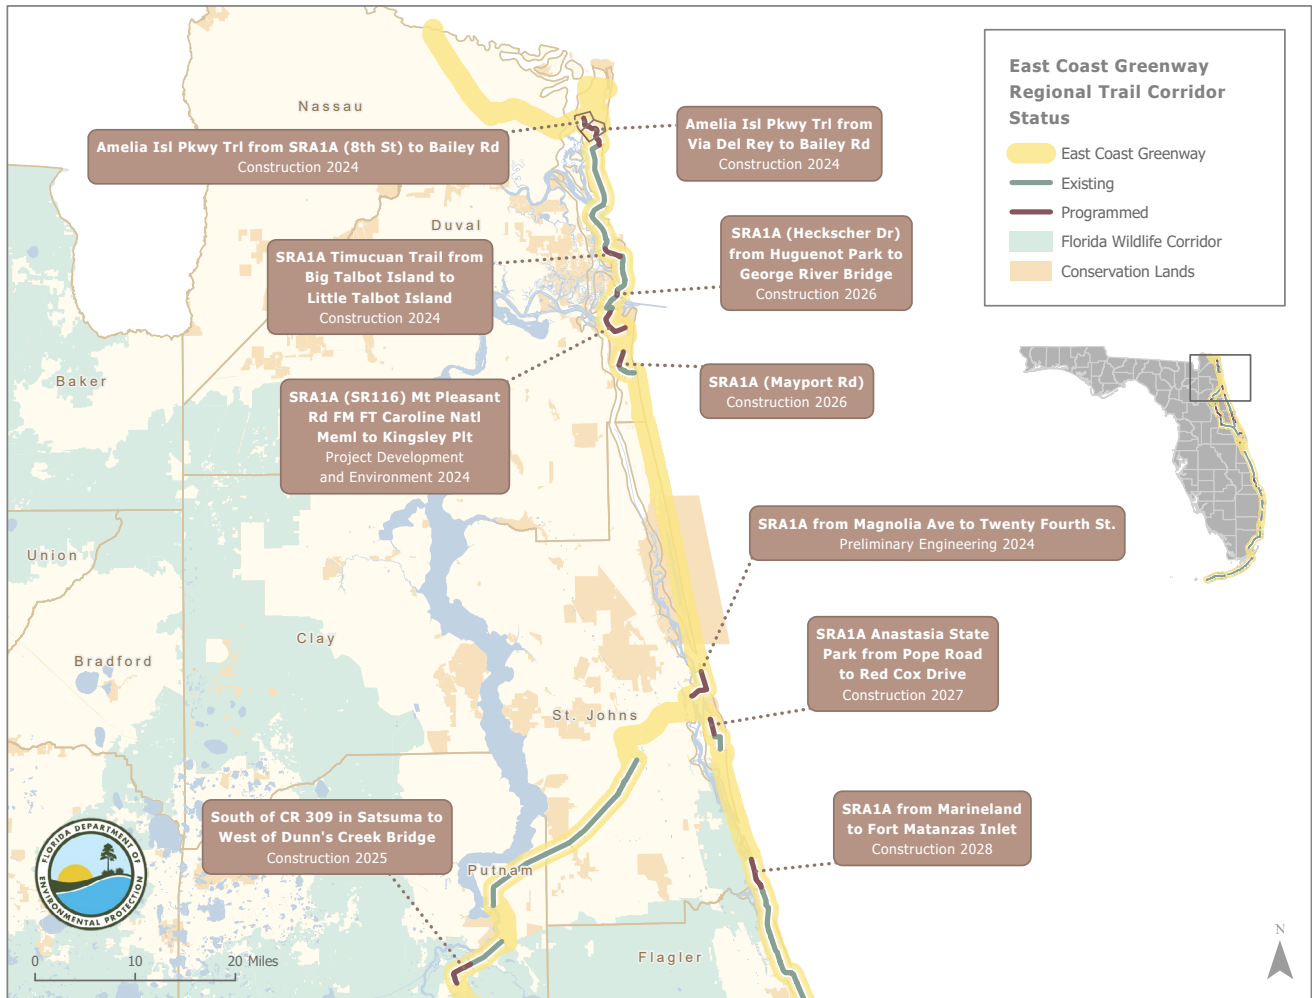 East Coast Greenway
Regional Trail Corridor
Status
East Coast Greenway
Existing
Programmed
Florida Wildlife Corridor
Conservation Lands
Nassau
Amelia Isl Pkwy Trl from SRA1A (8th St) to Bailey Rd
Construction 2024
Amelia Isl Pkwy Trl from
Via Del Rey to Bailey Rd
Construction 2024
Duval
SRA1A Timucuan Trail from
Big Talbot Island to
Little Talbot Island
Construction 2024
SRA1A (Heckscher Dr)
from Huguenot Park to
George River Bridge
Construction 2026
Baker
SRA1A (SR116) Mt Pleasant
Rd FM FT Caroline Natl
Meml to Kingsley Plt
Project Development
and Environment 2024
SRA1A (Mayport Rd)
Construction 2026
Union
SRA1A from Magnolia Ave to Twenty Fourth St.
Preliminary Engineering 2024
Clay
Bradford
SRA1A Anastasia State
Park from Pope Road
to Red Cox Drive
Construction 2027
St. Johns
South of CR 309 in Satsuma to
West of Dunn's Creek Bridge
Construction 2025
SRA1A from Marineland
to Fort Matanzas Inlet
Construction 2028
Putnam
FLORIDA DEPARTMENT OF
ENVIRONMENTAL PROTECTION
Flagler
N
0 10 20 Miles